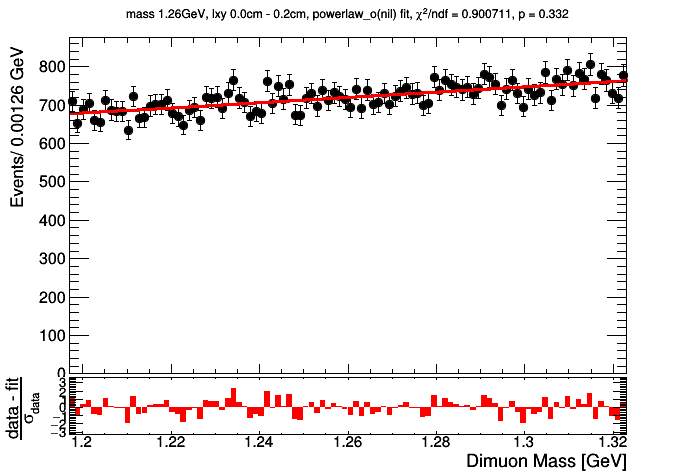 mass 1.26GeV, lxy 0.0cm - 0.2cm, powerlaw_o(nil) fit, χ²/ndf = 0.900711, p = 0.332
Events/ 0.00126 GeV
800
700
600
500
400
300
200
100
0
data - fit
σdata
3
2
1
0
−1
−2
−3
1.2 1.22 1.24 1.26 1.28 1.3 1.32
Dimuon Mass [GeV]